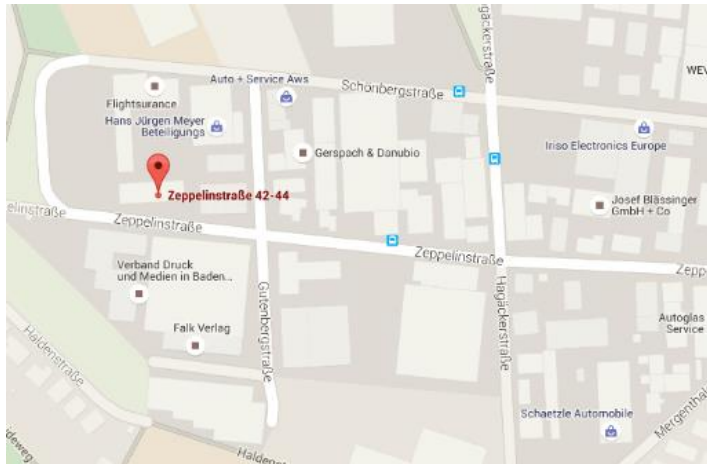 Hagäckerstraße
WEV
Auto + Service Aws
Schönbergstraße
Flightsurance
Hans Jürgen Meyer
Beteiligungs
Gerspach & Danubio
Iriso Electronics Europe
Zeppelinstraße 42-44
Josef Blässinger
GmbH + Co
elinstraße
Zeppelinstraße
Zeppelinstraße
Zepp
Verband Druck
und Medien in Baden...
Gutenbergstraße
Hagäckerstraße
Falk Verlag
Autoglas
Service
Haldenstraße
Schaetzle Automobile
Mergenthal
Haldens
ideweg